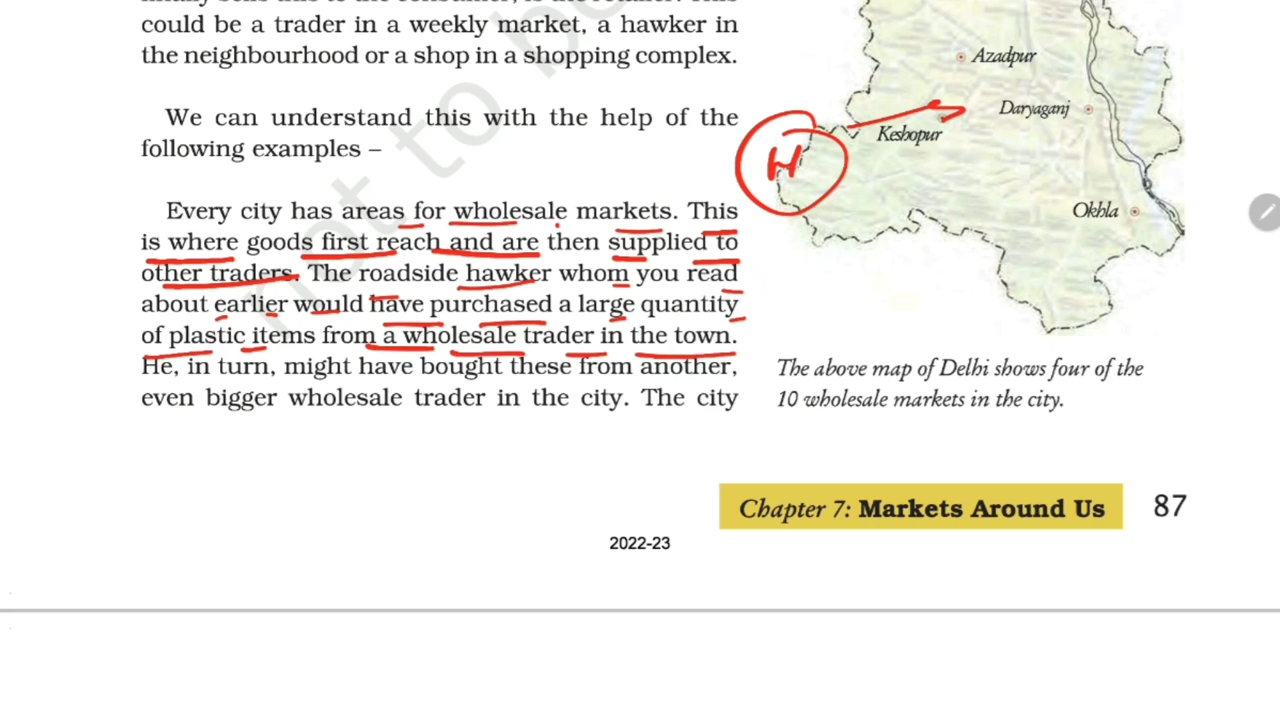 could be a trader in a weekly market, a hawker in
the neighbourhood or a shop in a shopping complex.
We can understand this with the help of the
following examples –
Every city has areas for wholesale markets. This
is where goods first reach and are then supplied to
other traders. The roadside hawker whom you read
about earlier would have purchased a large quantity
of plastic items from a wholesale trader in the town.
He, in turn, might have bought these from another,
even bigger wholesale trader in the city. The city
Azadpur
Daryaganj
Keshopur
H
Okhla
The above map of Delhi shows four of the
10 wholesale markets in the city.
Chapter 7: Markets Around Us 87
2022-23
not to be